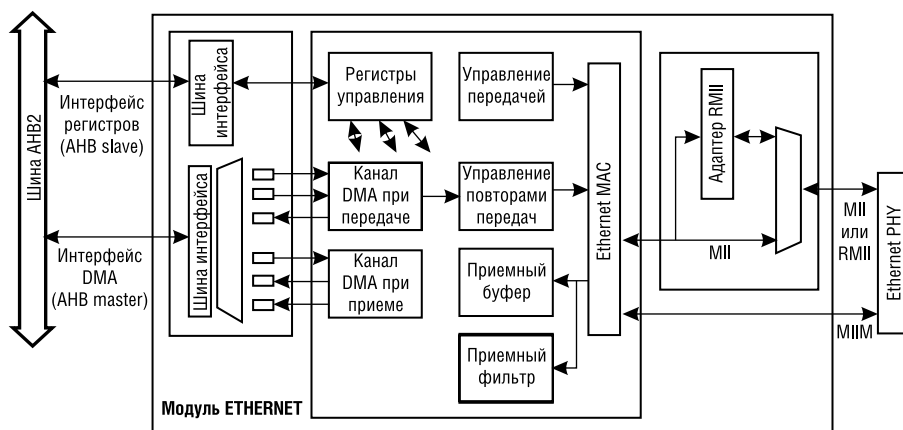 Шина AHB2
Интерфейс
регистров
(AHB slave)
Интерфейс
DMA
(AHB master)
Шина
интерфейса
Шина интерфейса
Регистры
управления
Канал
DMA при
передаче
Канал
DMA при
приеме
Управление
передачей
Управление
повторами
передач
Приемный
буфер
Приемный
фильтр
Ethernet MAC
Адаптер RMII
MII
MII
или
RMII
MIIM
Ethernet PHY
Модуль ETHERNET